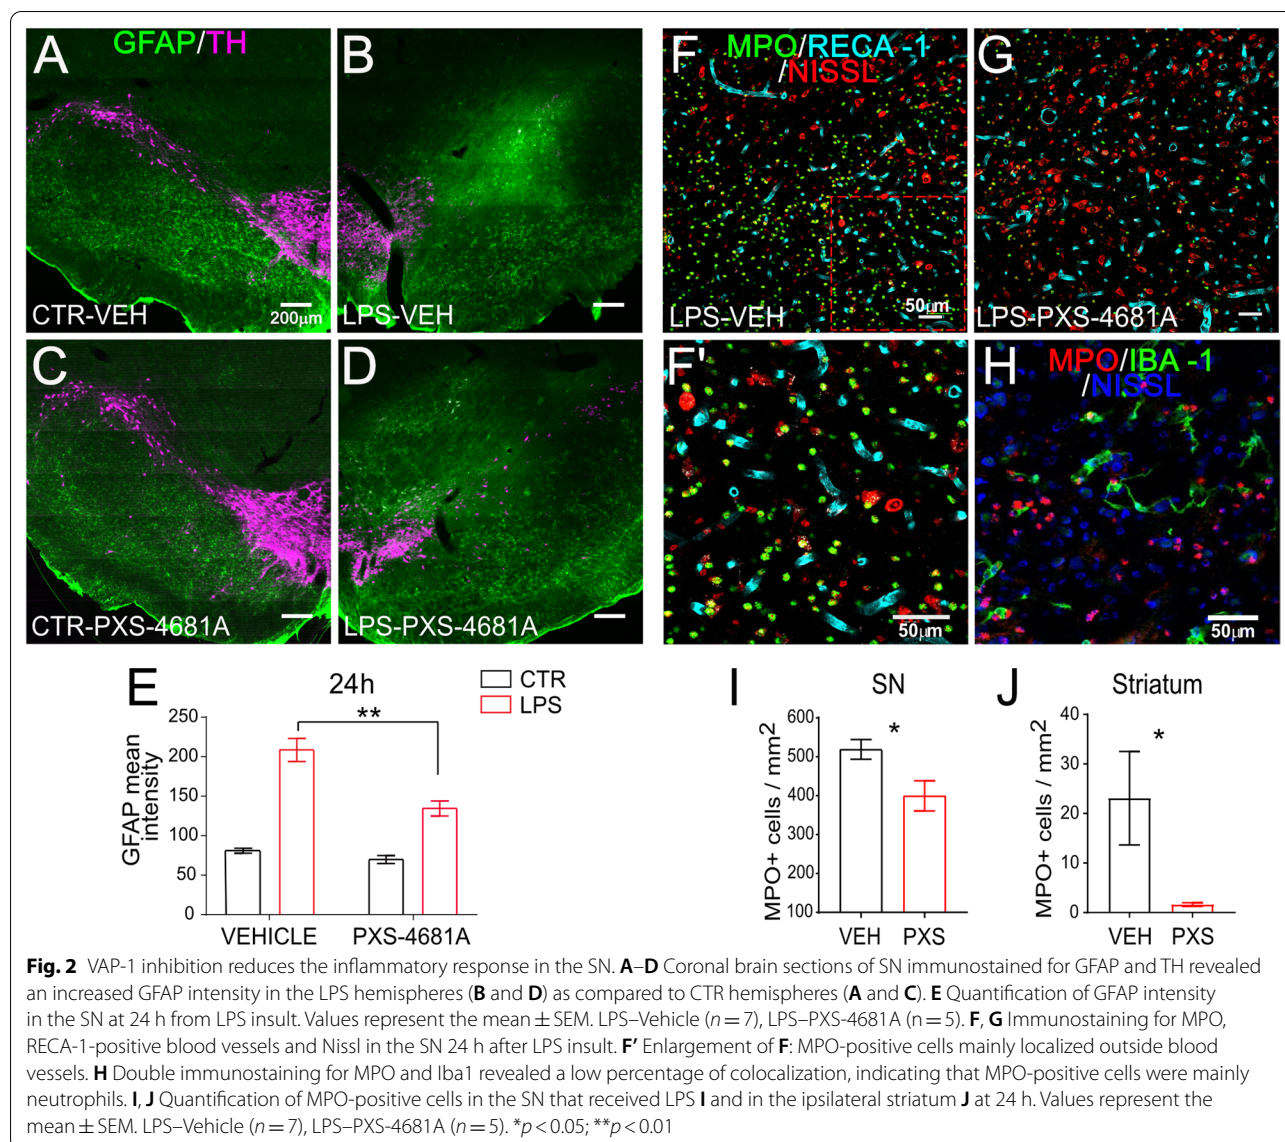 A
GFAP/TH
CTR-VEH
200µm
B
LPS-VEH
C
CTR-PXS-4681A
D
LPS-PXS-4681A
F
MPO/RECA -1
/NISSL
LPS-VEH
50µm
G
LPS-PXS-4681A
F'
50µm
H
MPO/IBA -1
/NISSL
50µm
E
24h
CTR
LPS
**
GFAP mean
intensity
250
200
150
100
50
0
VEHICLE
PXS-4681A
I
SN
*
MPO+ cells / mm2
600
500
400
300
200
100
VEH
PXS
J
Striatum
*
MPO+ cells / mm2
40
30
20
10
0
VEH
PXS
Fig. 2 VAP-1 inhibition reduces the inflammatory response in the SN. A–D Coronal brain sections of SN immunostained for GFAP and TH revealed
an increased GFAP intensity in the LPS hemispheres (B and D) as compared to CTR hemispheres (A and C). E Quantification of GFAP intensity
in the SN at 24 h from LPS insult. Values represent the mean ± SEM. LPS–Vehicle (n = 7), LPS–PXS-4681A (n = 5). F, G Immunostaining for MPO,
RECA-1-positive blood vessels and Nissl in the SN 24 h after LPS insult. F' Enlargement of F: MPO-positive cells mainly localized outside blood
vessels. H Double immunostaining for MPO and Iba1 revealed a low percentage of colocalization, indicating that MPO-positive cells were mainly
neutrophils. I, J Quantification of MPO-positive cells in the SN that received LPS I and in the ipsilateral striatum J at 24 h. Values represent the
mean ± SEM. LPS–Vehicle (n = 7), LPS–PXS-4681A (n = 5). *p < 0.05; **p < 0.01